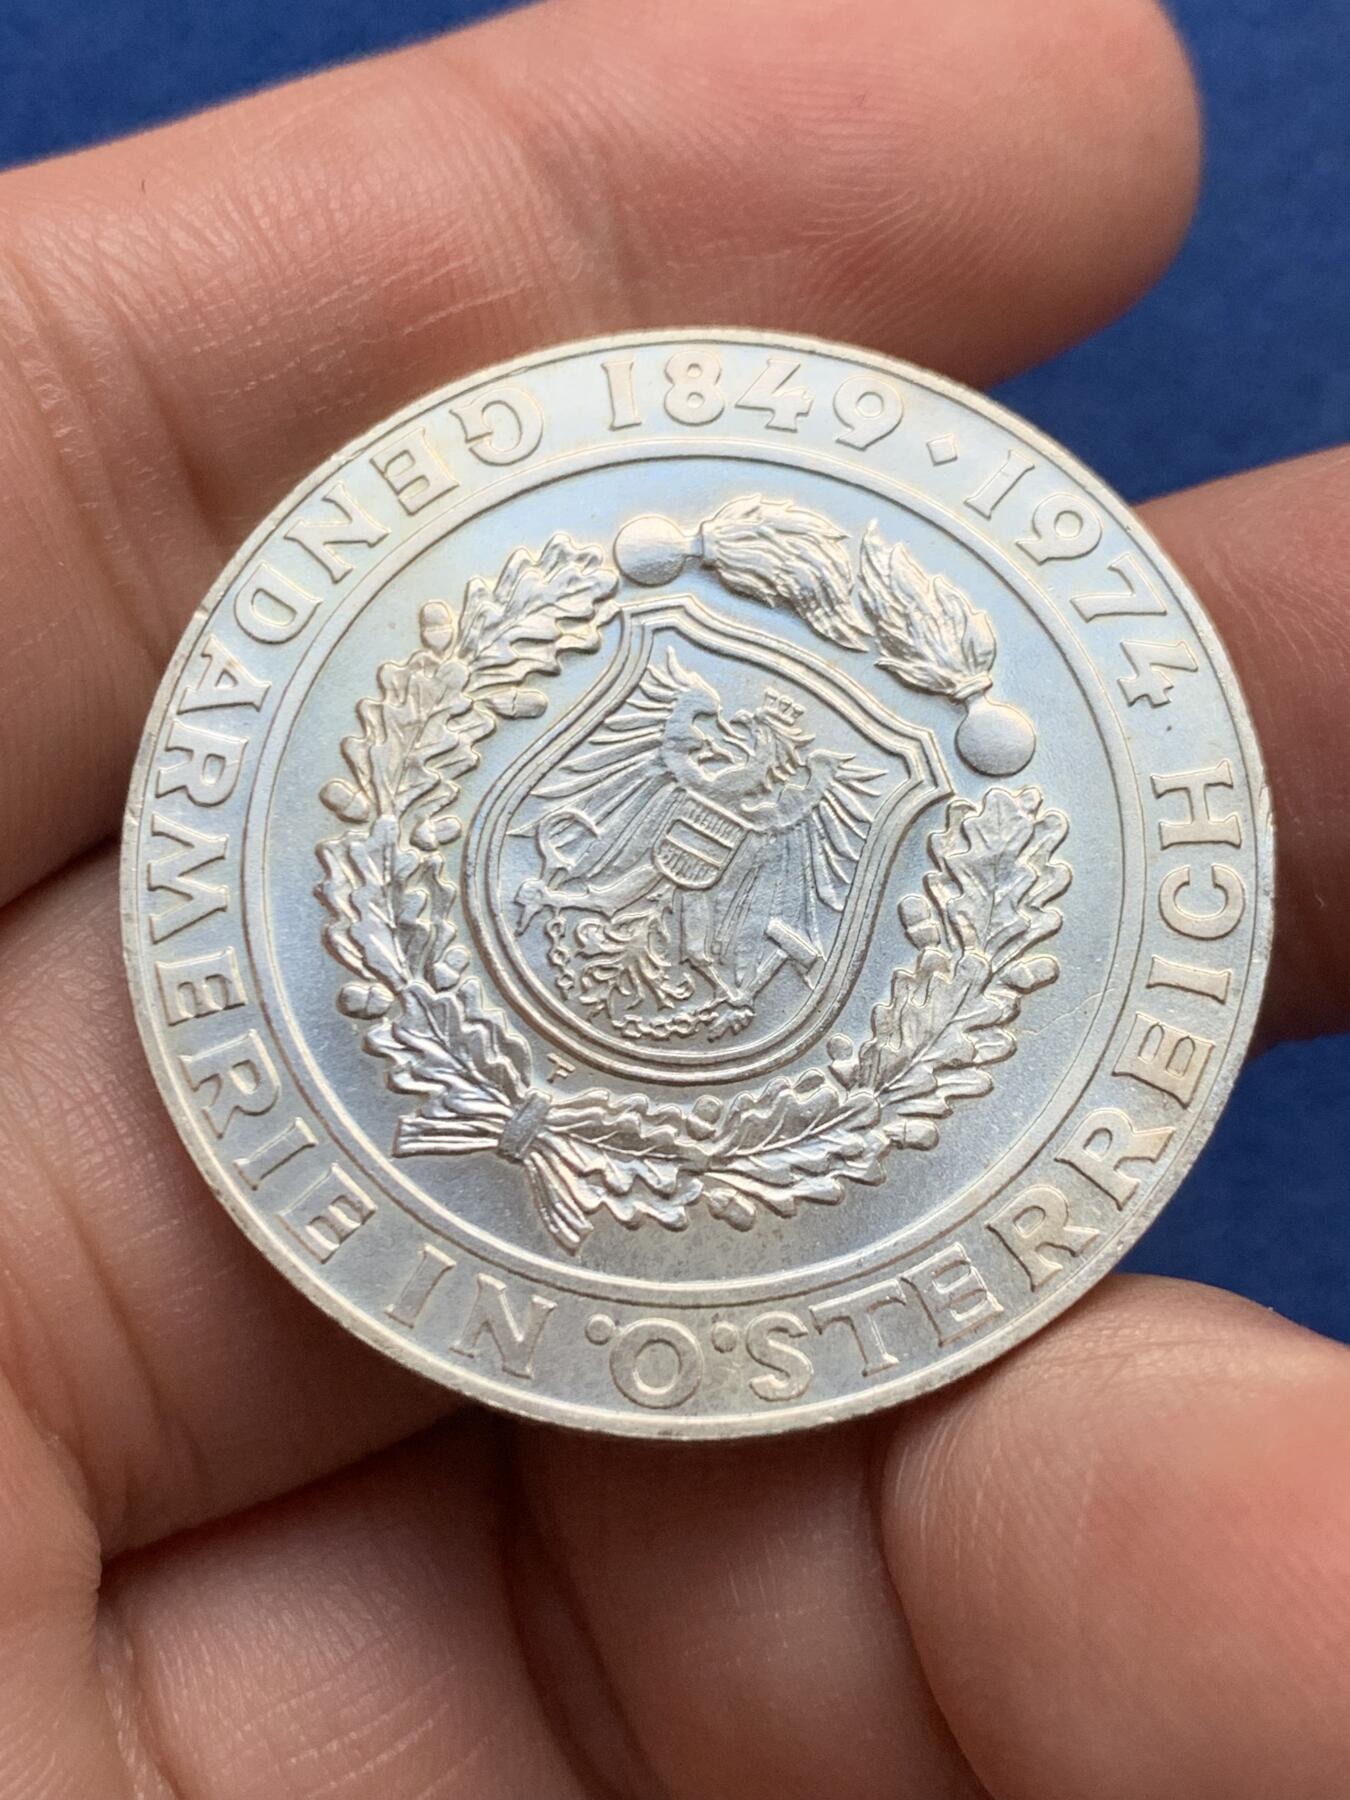 1849 · 1974
GENDARMERIE IN ÖSTERREICH